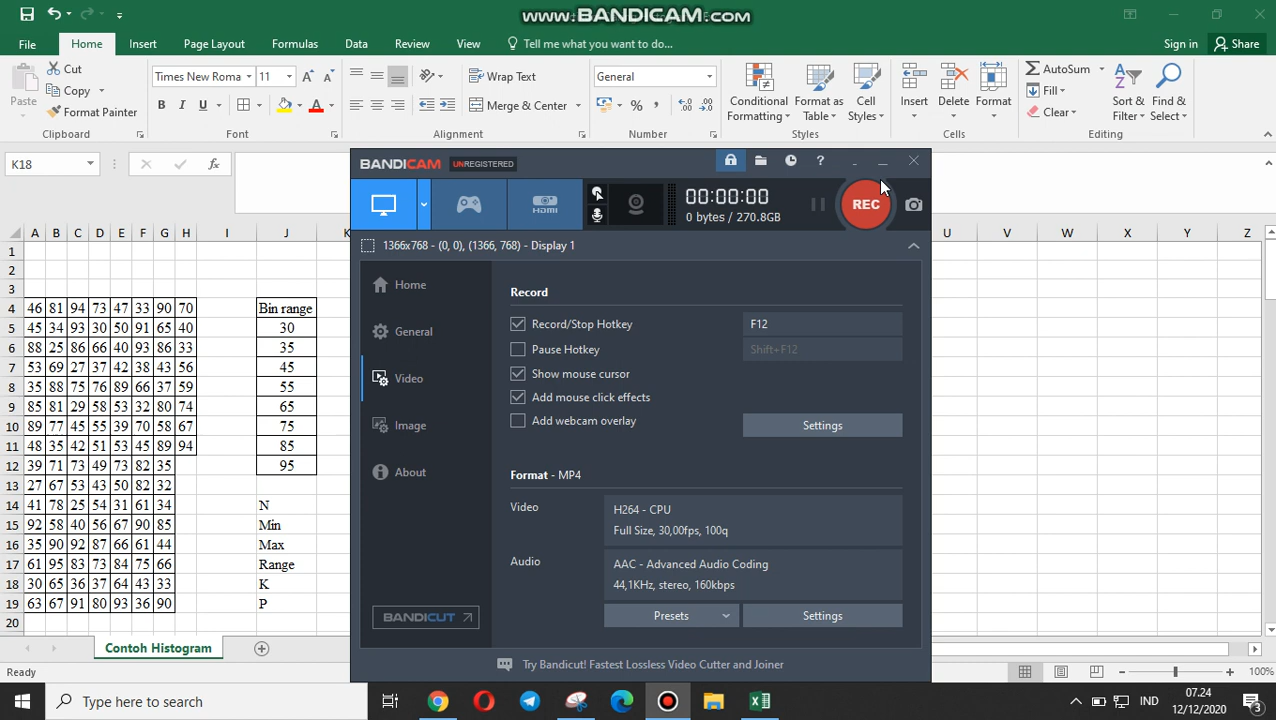 www.BANDICAM.com
File Home Insert Page Layout Formulas Data Review View Tell me what you want to do... Sign in Share
Paste Cut Copy Format Painter Clipboard
Times New Roma 11 B I U Font
Wrap Text Merge & Center Alignment
General % , Number
Conditional Formatting Format as Table Cell Styles Styles
Insert Delete Format Cells
AutoSum Fill Clear Sort & Filter Find & Select Editing
K18 fx
A B C D E F G H I J K U V W X Y Z
1
2
3
4 46 81 94 73 47 33 90 70 Bin range
5 45 34 93 30 50 91 65 40 30
6 88 25 86 66 40 93 86 33 35
7 53 69 27 37 42 38 43 56 45
8 35 88 75 76 89 66 37 59 55
9 85 81 29 58 53 32 80 74 65
10 89 77 45 55 39 70 58 67 75
11 48 35 42 51 53 45 89 94 85
12 39 71 73 49 73 82 35 95
13 27 67 53 43 50 82 32
14 41 78 25 54 31 61 34 N
15 92 58 40 56 67 90 85 Min
16 35 90 92 87 66 61 44 Max
17 61 95 83 73 84 75 66 Range
18 30 65 36 37 64 43 33 K
19 63 67 91 80 93 36 90 P
20
BANDICAM UNREGISTERED
HDMI
00:00:00
0 bytes / 270.8GB
REC
1366x768 - (0, 0), (1366, 768) - Display 1
Home
General
Video
Image
About
BANDICUT
Record
Record/Stop Hotkey F12
Pause Hotkey Shift+F12
Show mouse cursor
Add mouse click effects
Add webcam overlay
Settings
Format - MP4
Video
H264 - CPU
Full Size, 30,00fps, 100q
Audio
AAC - Advanced Audio Coding
44,1KHz, stereo, 160kbps
Presets Settings
Try Bandicut! Fastest Lossless Video Cutter and Joiner
Contoh Histogram
Ready 100%
Type here to search
IND
07.24
12/12/2020
3